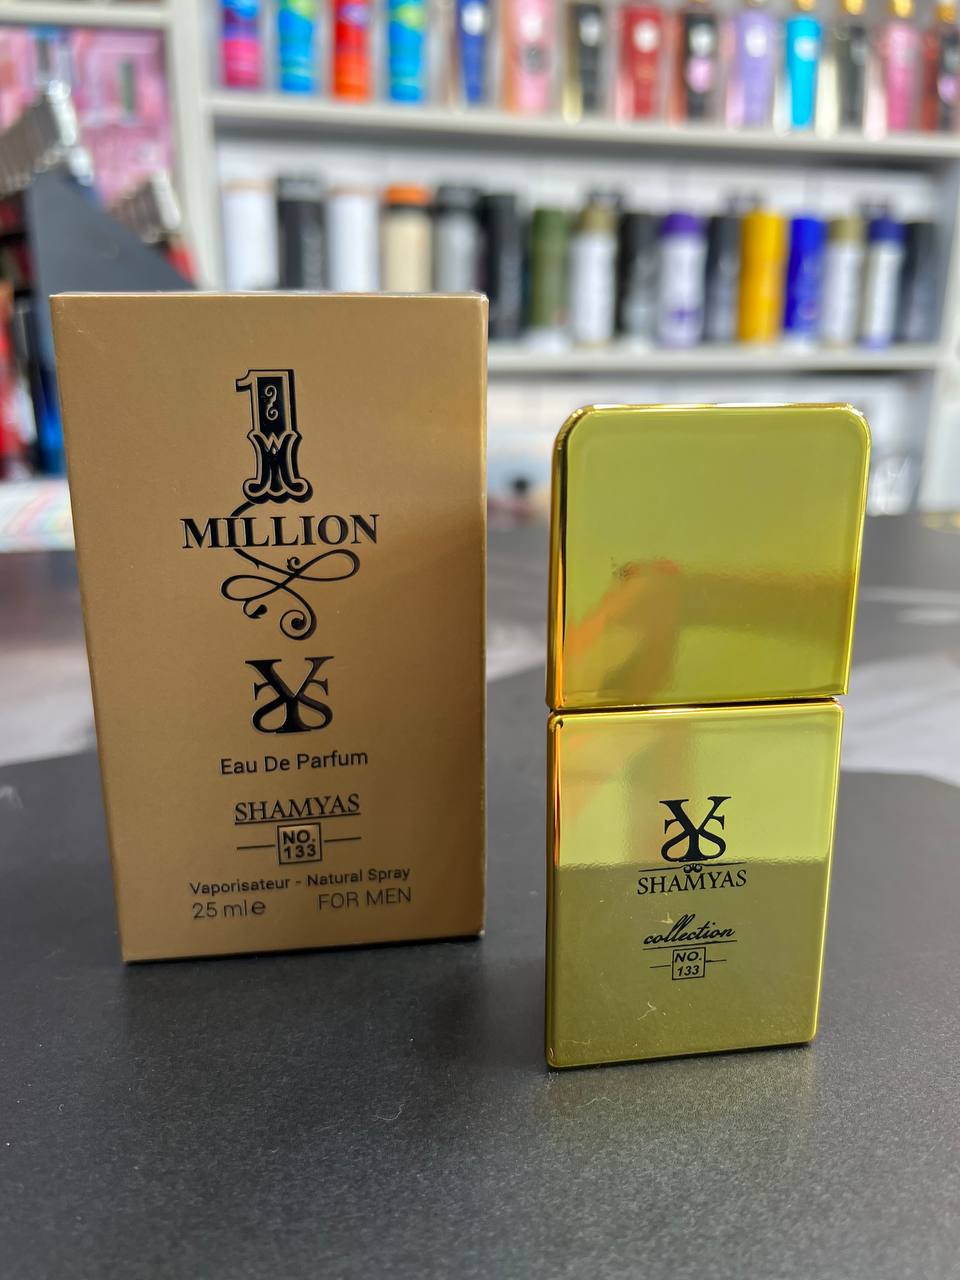 1
MILLION
YS
Eau De Parfum
SHAMYAS
NO.
133
Vaporisateur - Natural Spray
25 ml e FOR MEN
YS
SHAMYAS
collection
NO.
133